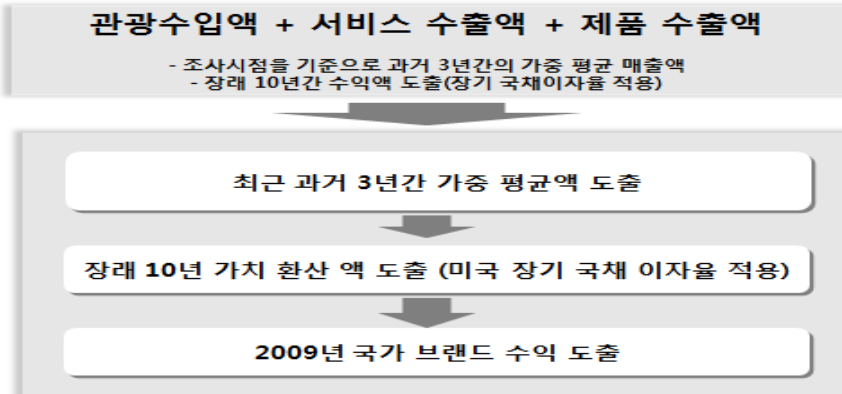 관광수입액 + 서비스 수출액 + 제품 수출액
- 조사시점을 기준으로 과거 3년간의 가중 평균 매출액
- 장래 10년간 수익액 도출(장기 국채이자율 적용)
최근 과거 3년간 가중 평균액 도출
장래 10년 가치 환산 액 도출 (미국 장기 국채 이자율 적용)
2009년 국가 브랜드 수익 도출